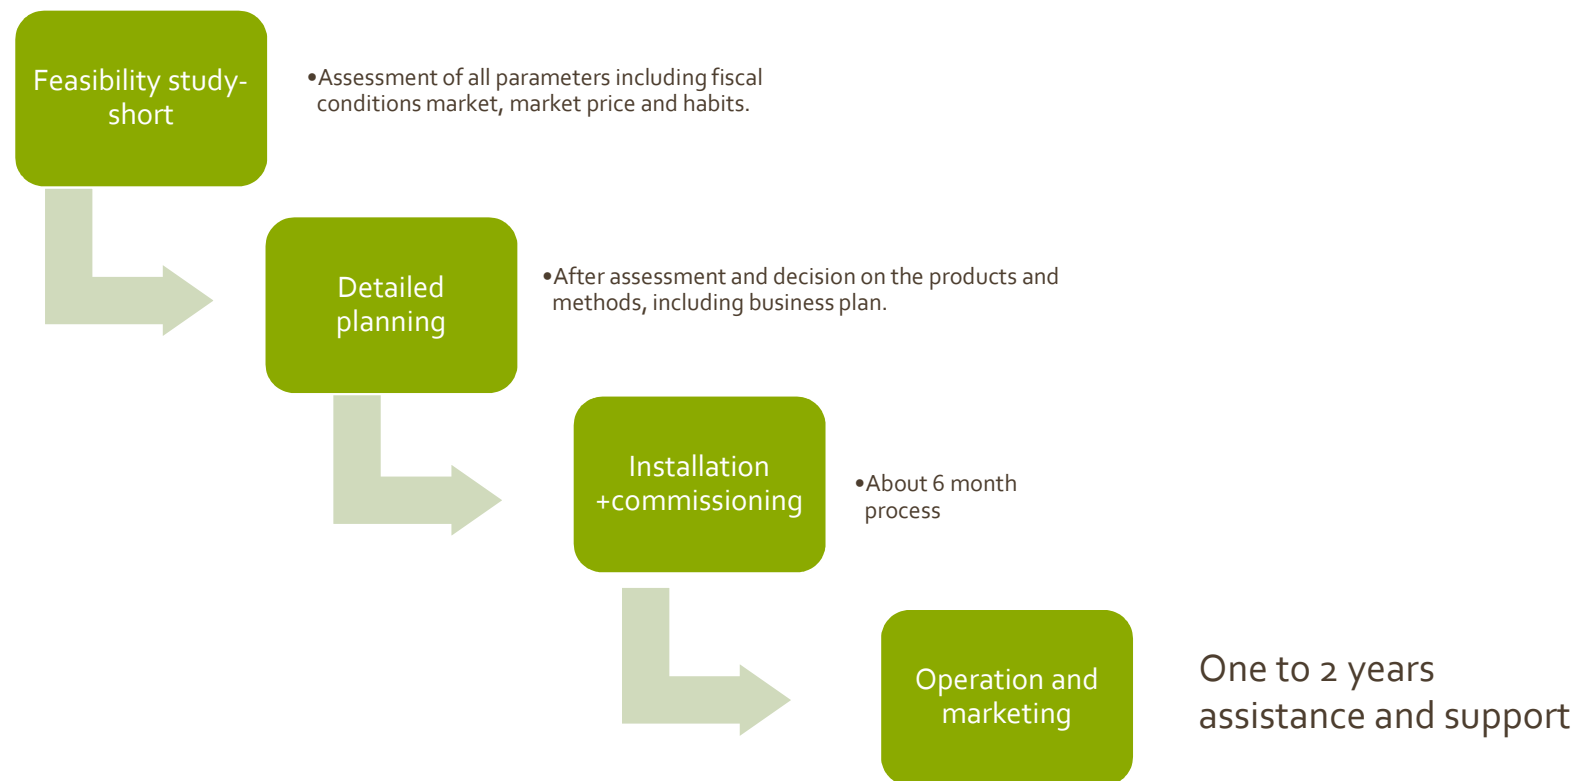 Feasibility study-
short
•Assessment of all parameters including fiscal
conditions market, market price and habits.
Detailed
planning
•After assessment and decision on the products and
methods, including business plan.
Installation
+commissioning
•About 6 month
process
Operation and
marketing
One to 2 years
assistance and support